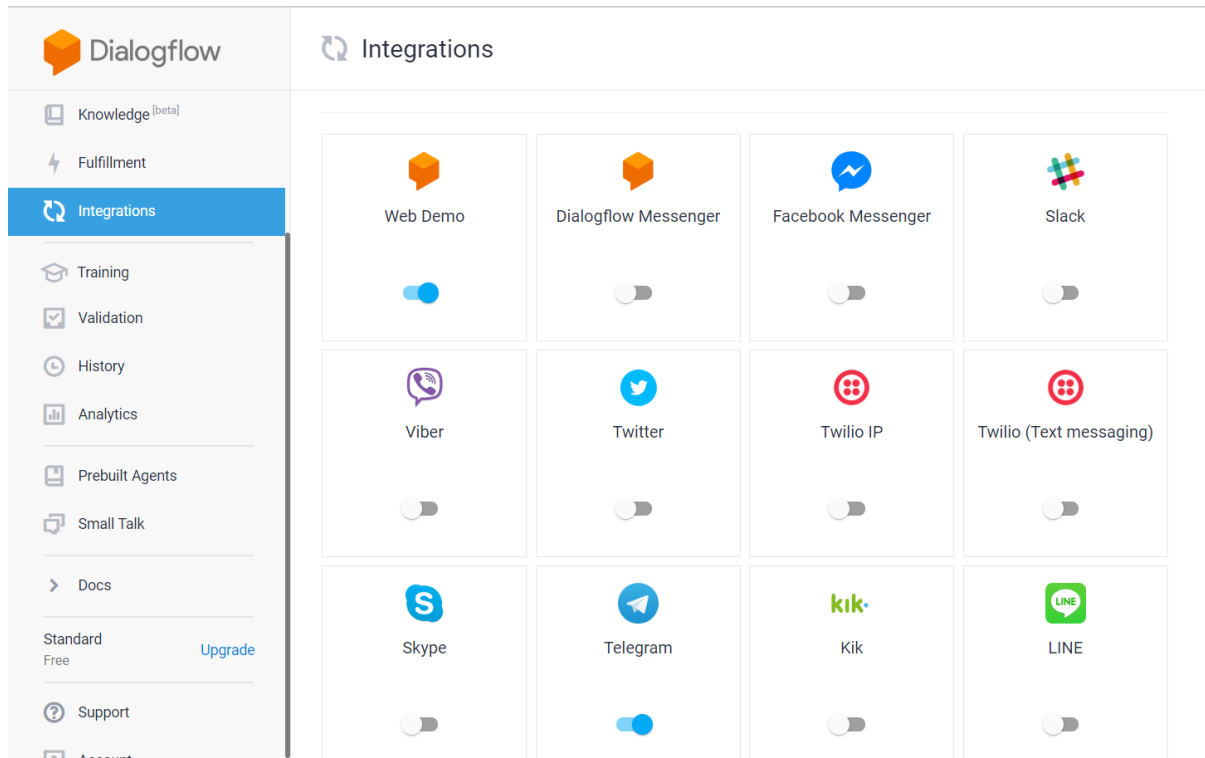 Dialogflow
Knowledge [beta]
Fulfillment
Integrations
Training
Validation
History
Analytics
Prebuilt Agents
Small Talk
Docs
Standard
Free
Upgrade
Support
Account
Integrations
Web Demo
Dialogflow Messenger
Facebook Messenger
Slack
Viber
Twitter
Twilio IP
Twilio (Text messaging)
S
Skype
Telegram
kik
Kik
LINE
LINE